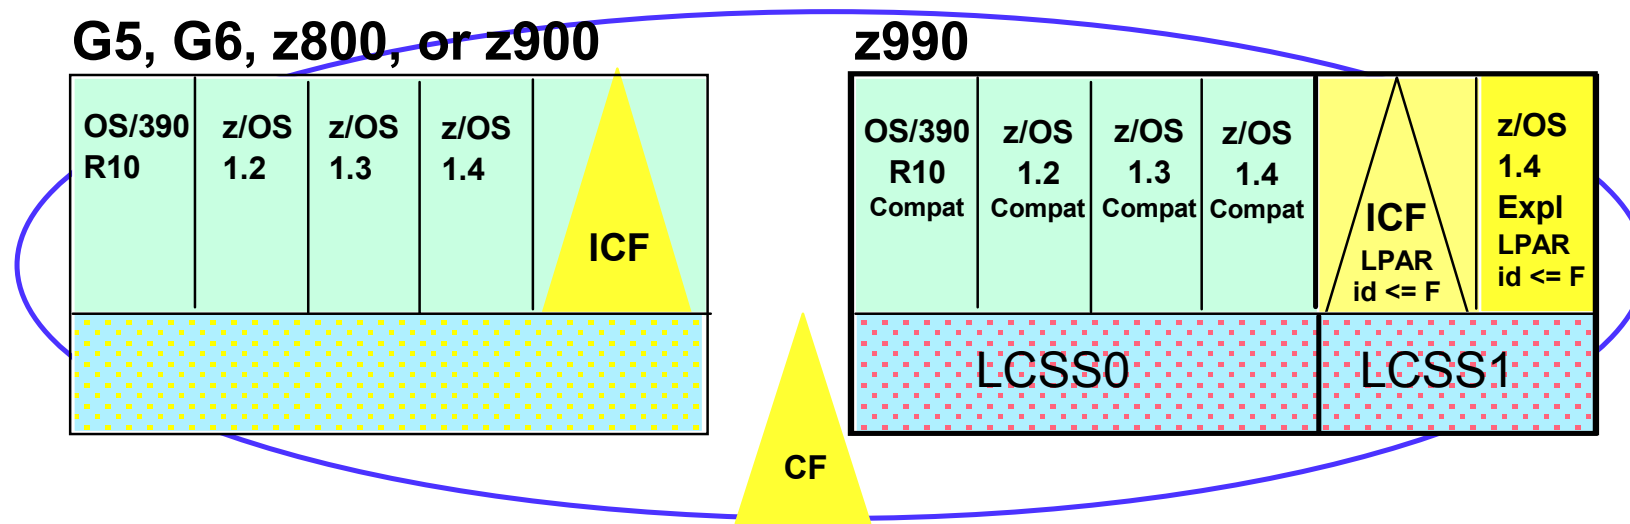 G5, G6, z800, or z900
OS/390
R10
z/OS
1.2
z/OS
1.3
z/OS
1.4
ICF
CF
z990
OS/390
R10
Compat
z/OS
1.2
Compat
z/OS
1.3
Compat
z/OS
1.4
Compat
ICF
LPAR
id <= F
z/OS
1.4
Expl
LPAR
id <= F
LCSS0
LCSS1